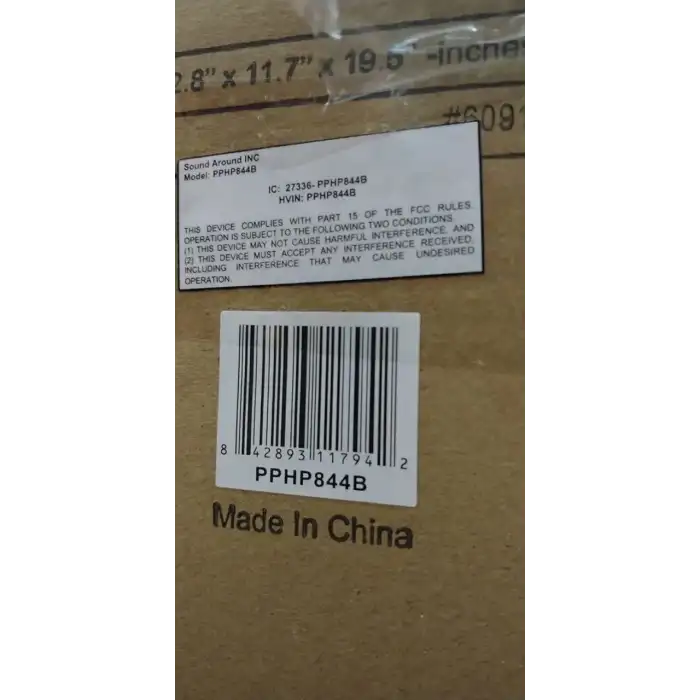 2.8" x 11.7" x 19.5" -inches
#6091
Sound Around INC
Model: PPHP844B
IC: 27336- PPHP844B
HVIN: PPHP844B
THIS DEVICE COMPLIES WITH PART 15 OF THE FCC RULES.
OPERATION IS SUBJECT TO THE FOLLOWING TWO CONDITIONS.
(1) THIS DEVICE MAY NOT CAUSE HARMFUL INTERFERENCE, AND
(2) THIS DEVICE MUST ACCEPT ANY INTERFERENCE RECEIVED,
INCLUDING INTERFERENCE THAT MAY CAUSE UNDESIRED
OPERATION.
8 42893 11794 2
PPHP844B
Made In China